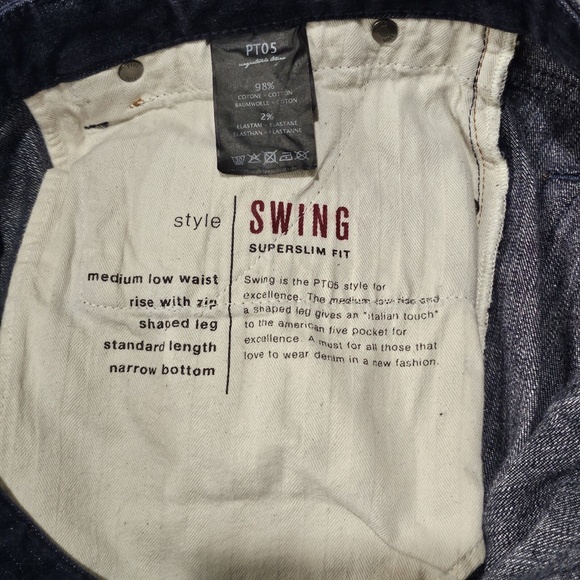 PT05
98%
COTONE - COTTON
BAUMWOLLE - COTON
2%
ELASTAM - ELASTANE
ELASTHAN - ELASTANNE
style
SWING
SUPERSLIM FIT
medium low waist
rise with zip
shaped leg
standard length
narrow bottom
Swing is the PT05 style for
excellence. The medium low rise and
a shaped leg gives an "italian touch"
to the american five pocket for
excellence. A must for all those that
love to wear denim in a new fashion.